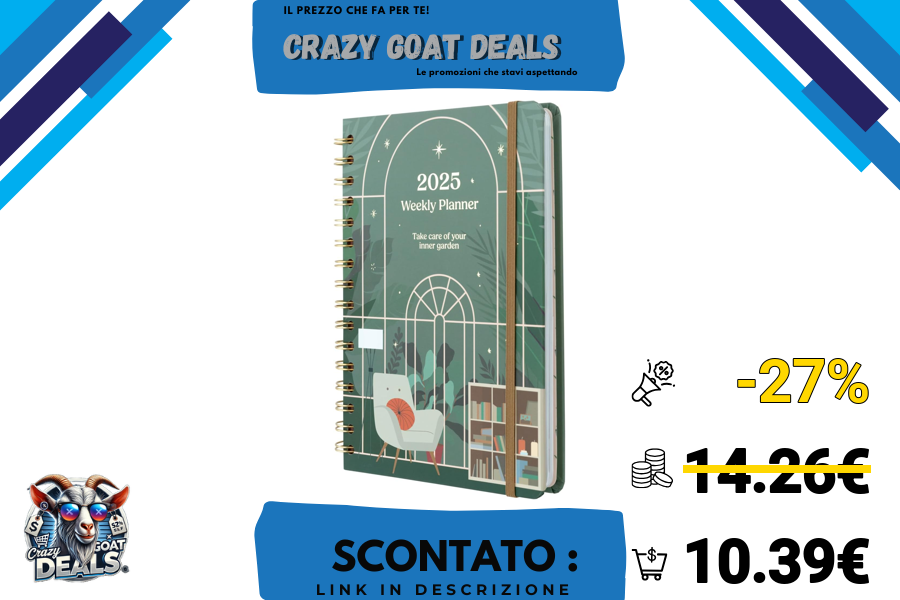 IL PREZZO CHE FA PER TE!
CRAZY GOAT DEALS
Le promozioni che stavi aspettando
2025
Weekly Planner
Take care of your
inner garden
-27%
14.26€
10.39€
SCONTATO :
LINK IN DESCRIZIONE
$
57%
Crazy
GOAT
DEALS